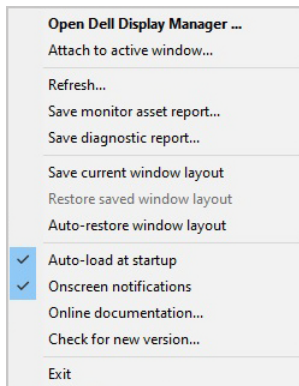 Open Dell Display Manager ...
Attach to active window...
Refresh...
Save monitor asset report...
Save diagnostic report...
Save current window layout
Restore saved window layout
Auto-restore window layout
Auto-load at startup
Onscreen notifications
Online documentation...
Check for new version...
Exit